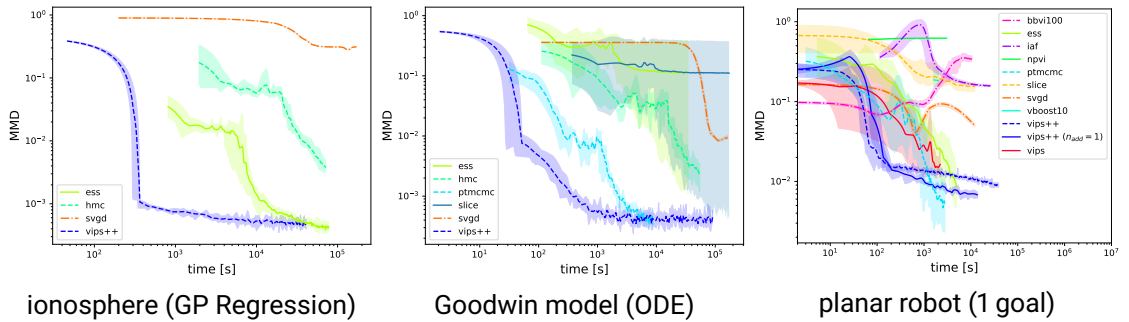 MMD
10⁰
10⁻¹
10⁻²
10⁻³
ess
hmc
svgd
vips++
10² 10³ 10⁴ 10⁵
time [s]
ionosphere (GP Regression)
MMD
10⁻¹
10⁻²
10⁻³
ess
hmc
ptmcmc
slice
svgd
vips++
10¹ 10² 10³ 10⁴ 10⁵
time [s]
Goodwin model (ODE)
MMD
10⁰
10⁻¹
10⁻²
bbvi100
ess
iaf
npvi
ptmcmc
slice
svgd
vboost10
vips++
vips++ (n_add = 1)
vips
10¹ 10² 10³ 10⁴ 10⁵ 10⁶ 10⁷
time [s]
planar robot (1 goal)